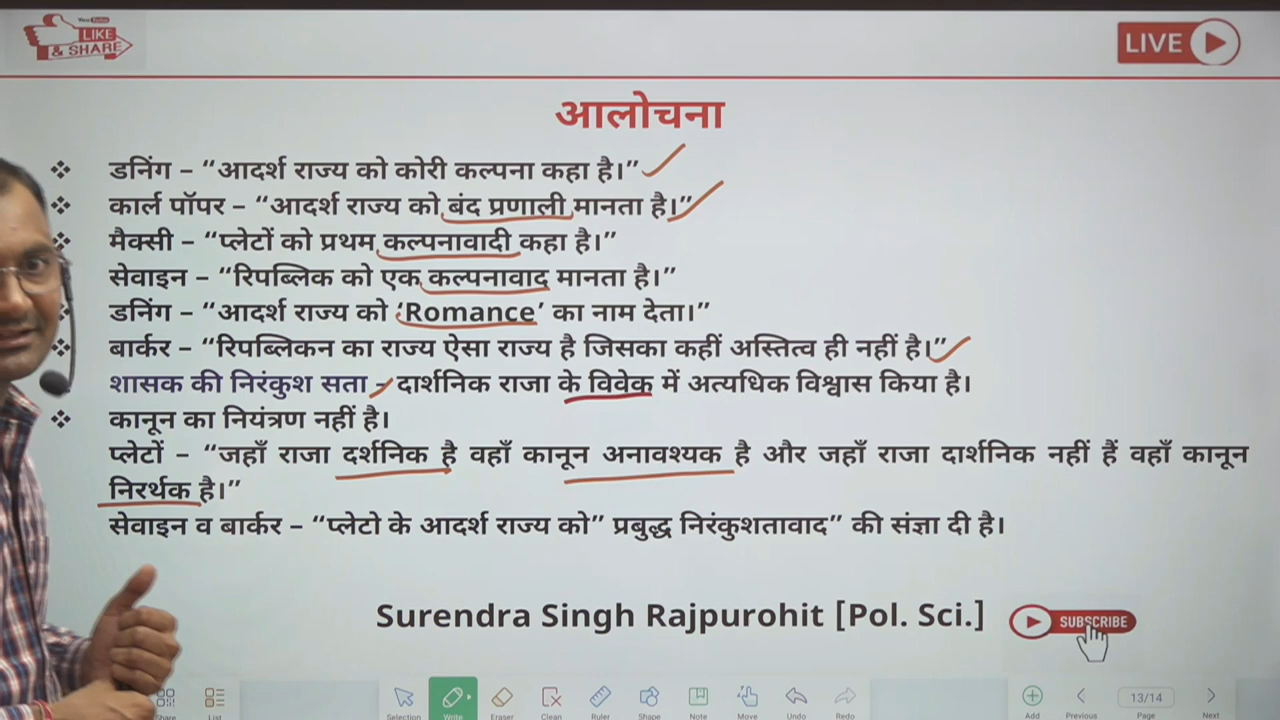 YouTube
LIKE
& SHARE
LIVE
आलोचना
डनिंग – “आदर्श राज्य को कोरी कल्पना कहा है।”
कार्ल पॉपर – “आदर्श राज्य को बंद प्रणाली मानता है।”
मैक्सी – “प्लेटों को प्रथम कल्पनावादी कहा है।”
सेवाइन – “रिपब्लिक को एक कल्पनावाद मानता है।”
डनिंग – “आदर्श राज्य को ‘Romance’ का नाम देता।”
बार्कर – “रिपब्लिकन का राज्य ऐसा राज्य है जिसका कहीं अस्तित्व ही नहीं है।”
शासक की निरंकुश सता – दार्शनिक राजा के विवेक में अत्यधिक विश्वास किया है।
कानून का नियंत्रण नहीं है।
प्लेटों – “जहाँ राजा दर्शनिक है वहाँ कानून अनावश्यक है और जहाँ राजा दार्शनिक नहीं हैं वहाँ कानून
निरर्थक है।”
सेवाइन व बार्कर – “प्लेटो के आदर्श राज्य को” प्रबुद्ध निरंकुशतावाद” की संज्ञा दी है।
Surendra Singh Rajpurohit [Pol. Sci.]
SUBSCRIBE
Share List Selection Write Eraser Clean Ruler Shape Note Move Undo Redo Add Previous 13/14 Page Next